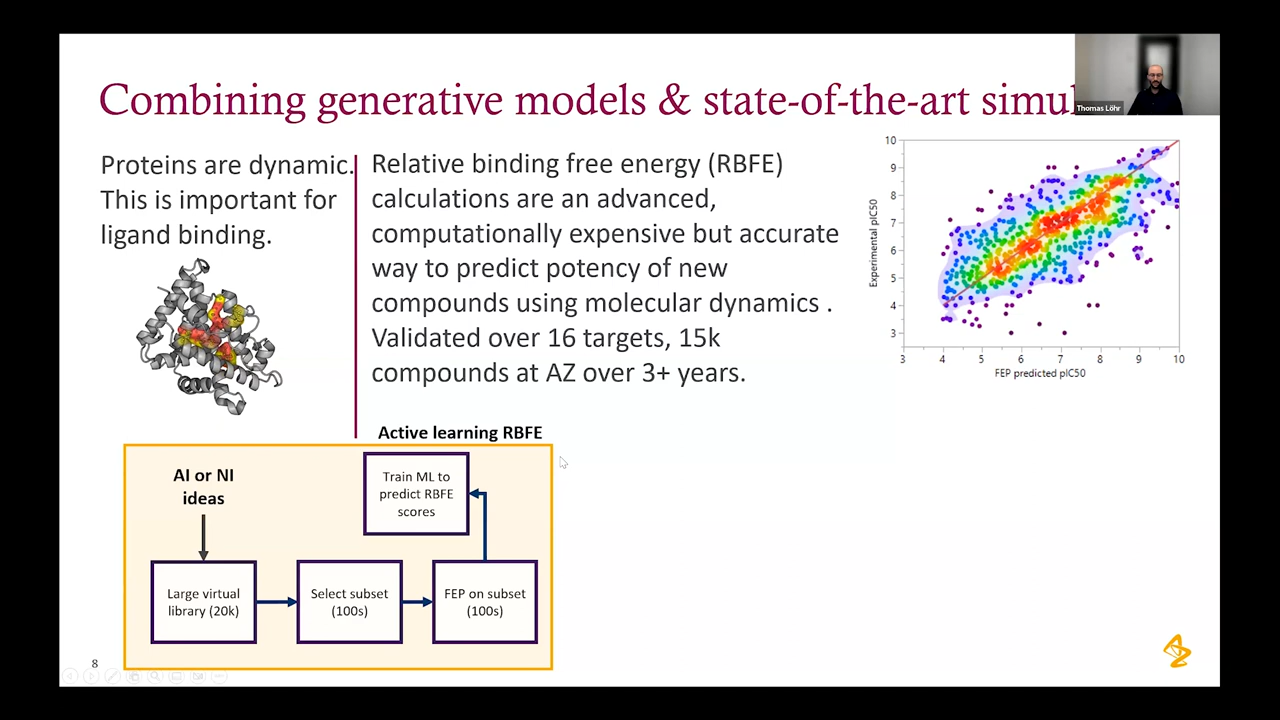 Combining generative models & state-of-the-art simul
Thomas Löhr
Proteins are dynamic.
This is important for
ligand binding.
Relative binding free energy (RBFE)
calculations are an advanced,
computationally expensive but accurate
way to predict potency of new
compounds using molecular dynamics .
Validated over 16 targets, 15k
compounds at AZ over 3+ years.
Experimental pIC50
10
9
8
7
6
5
4
3
3 4 5 6 7 8 9 10
FEP predicted pIC50
Active learning RBFE
AI or NI
ideas
Train ML to
predict RBFE
scores
Large virtual
library (20k)
Select subset
(100s)
FEP on subset
(100s)
8